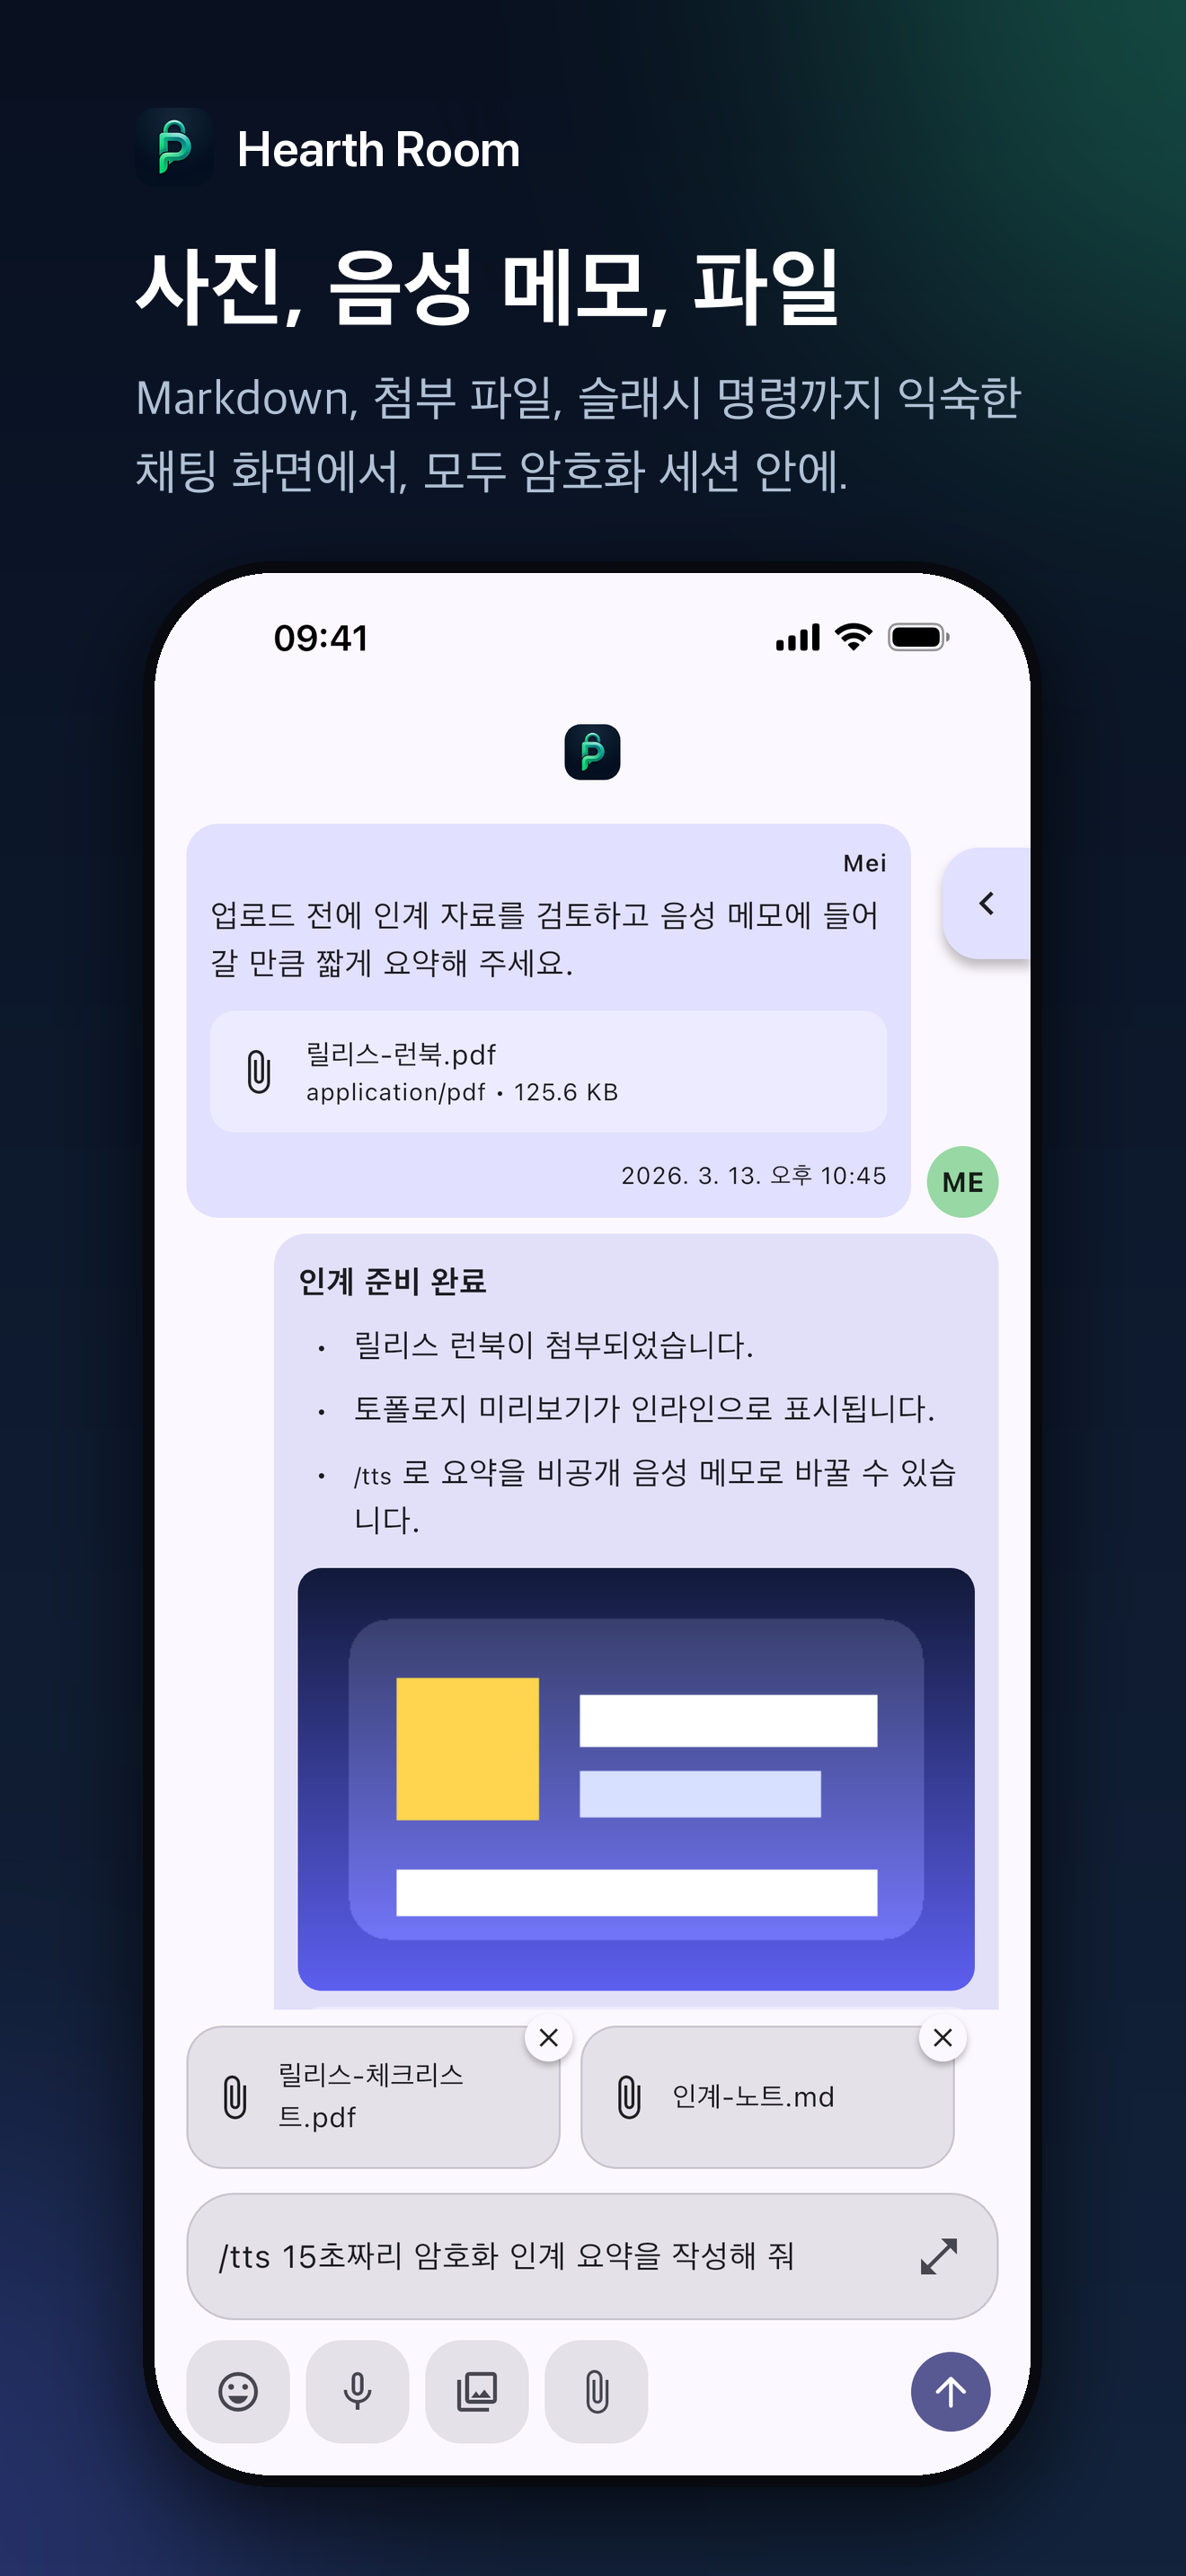 Hearth Room
사진, 음성 메모, 파일
Markdown, 첨부 파일, 슬래시 명령까지 익숙한
채팅 화면에서, 모두 암호화 세션 안에.
09:41
Mei
업로드 전에 인계 자료를 검토하고 음성 메모에 들어
갈 만큼 짧게 요약해 주세요.
릴리스-런북.pdf
application/pdf • 125.6 KB
2026. 3. 13. 오후 10:45
ME
인계 준비 완료
• 릴리스 런북이 첨부되었습니다.
• 토폴로지 미리보기가 인라인으로 표시됩니다.
• /tts 로 요약을 비공개 음성 메모로 바꿀 수 있습
니다.
릴리스-체크리스
트.pdf
인계-노트.md
/tts 15초짜리 암호화 인계 요약을 작성해 줘